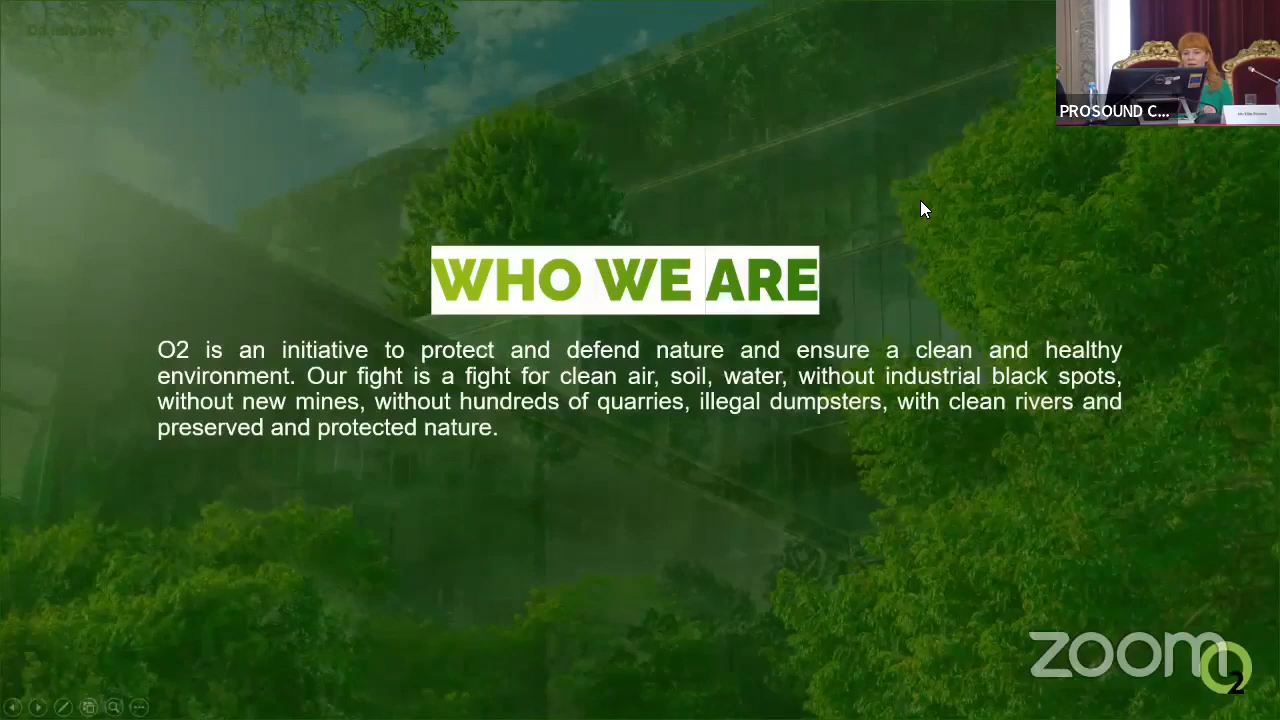 PROSOUND C...
WHO WE ARE
O2 is an initiative to protect and defend nature and ensure a clean and healthy
environment. Our fight is a fight for clean air, soil, water, without industrial black spots,
without new mines, without hundreds of quarries, illegal dumpsters, with clean rivers and
preserved and protected nature.
zoom
2